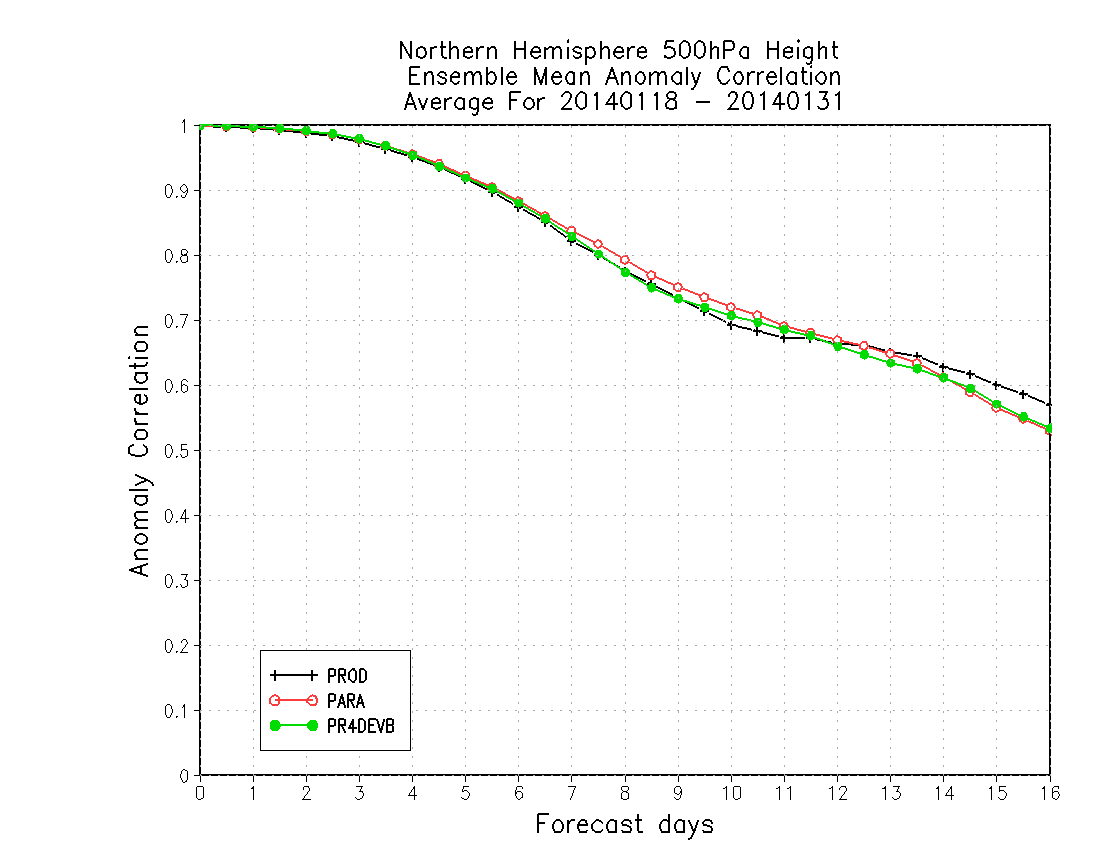 Northern Hemisphere 500hPa Height
Ensemble Mean Anomaly Correlation
Average For 20140118 – 20140131
Anomaly Correlation
1
0.9
0.8
0.7
0.6
0.5
0.4
0.3
0.2
0.1
0
PROD
PARA
PR4DEVB
0 1 2 3 4 5 6 7 8 9 10 11 12 13 14 15 16
Forecast days